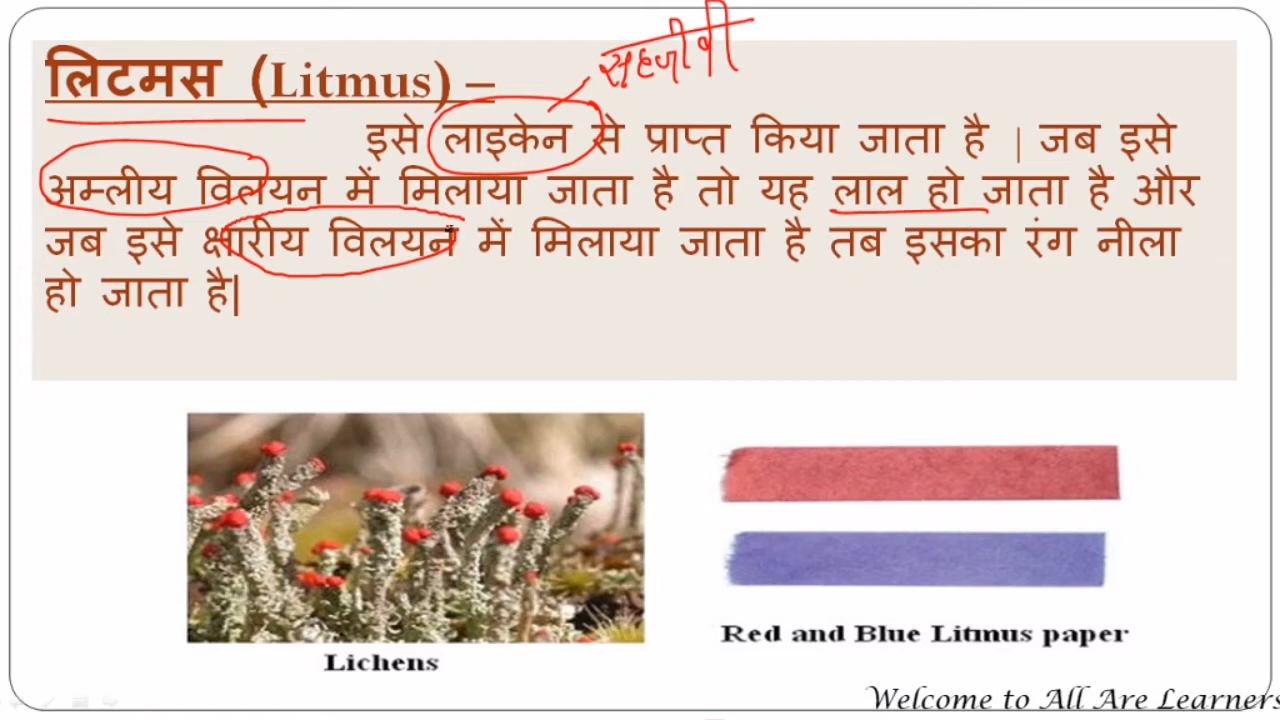 सहजीवी
लिटमस (Litmus) –
इसे लाइकेन से प्राप्त किया जाता है | जब इसे
अम्लीय विलयन में मिलाया जाता है तो यह लाल हो जाता है और
जब इसे क्षारीय विलयन में मिलाया जाता है तब इसका रंग नीला
हो जाता है|
Lichens
Red and Blue Litmus paper
Welcome to All Are Learners